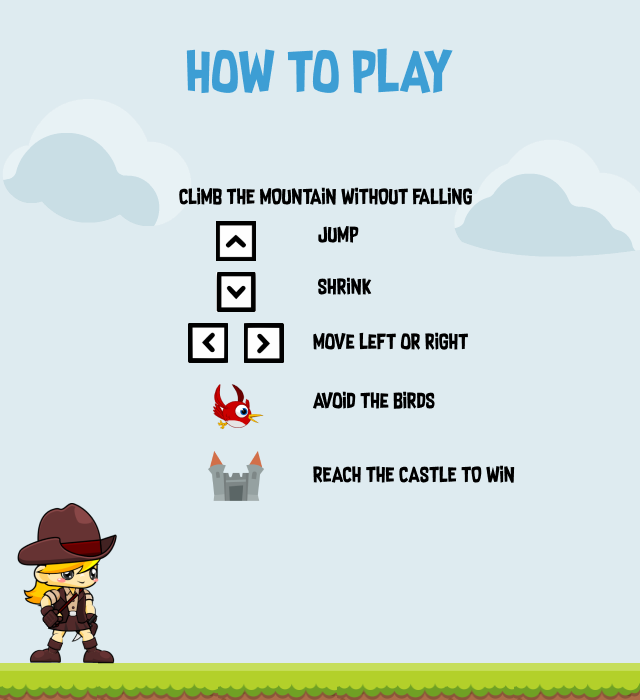 HOW TO PLAY
CLiMB THE MOUNTAiN WiTHOUT FALLiNG
JUMP
SHRiNK
MOVE LEFT OR RiGHT
AVOiD THE BiRDS
REACH THE CASTLE TO WiN